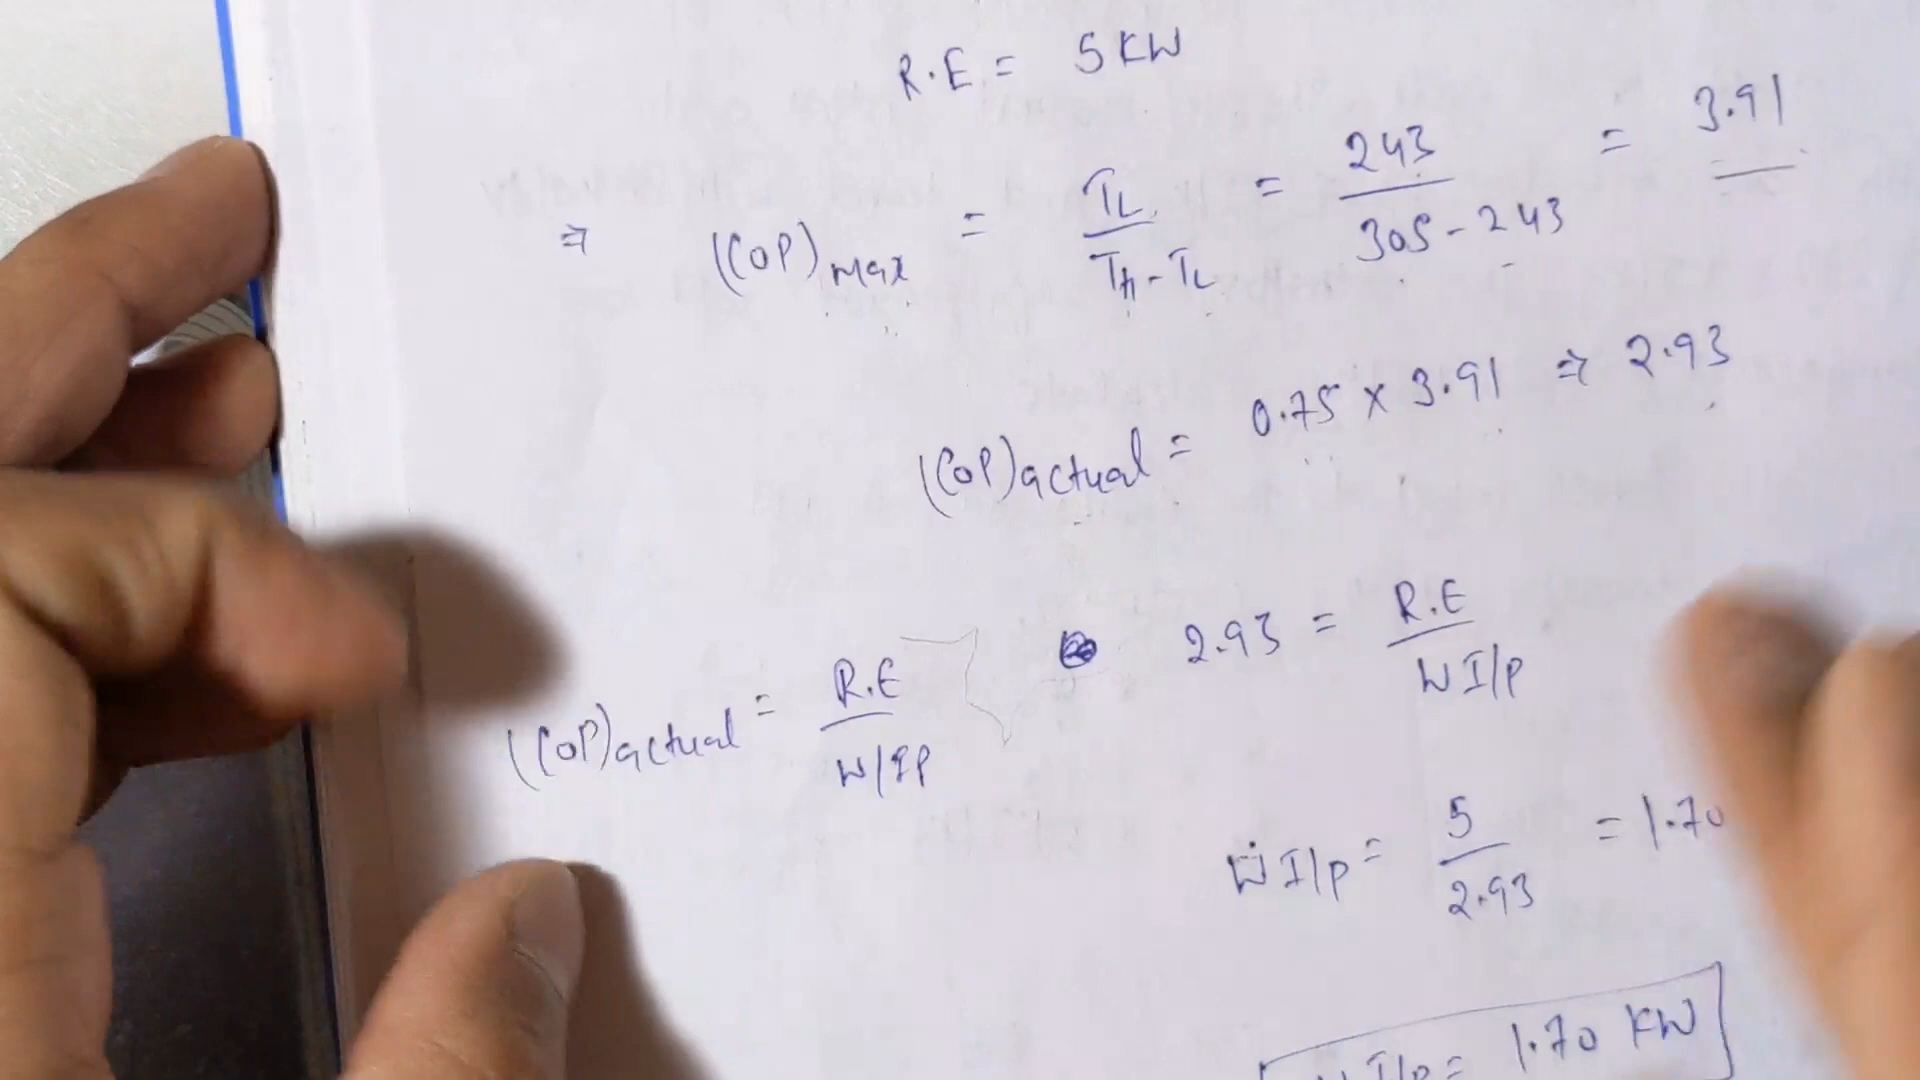 R.E = 5 KW
⇒ (COP)max = TL / TH - TL = 243 / 305 - 243 = 3.91
(COP)actual = 0.75 x 3.91 ⇒ 2.93
(COP)actual = R.E / W/IP 2.93 = R.E / W I/p
Ẇ I/p = 5 / 2.93 = 1.70
I/p = 1.70 KW